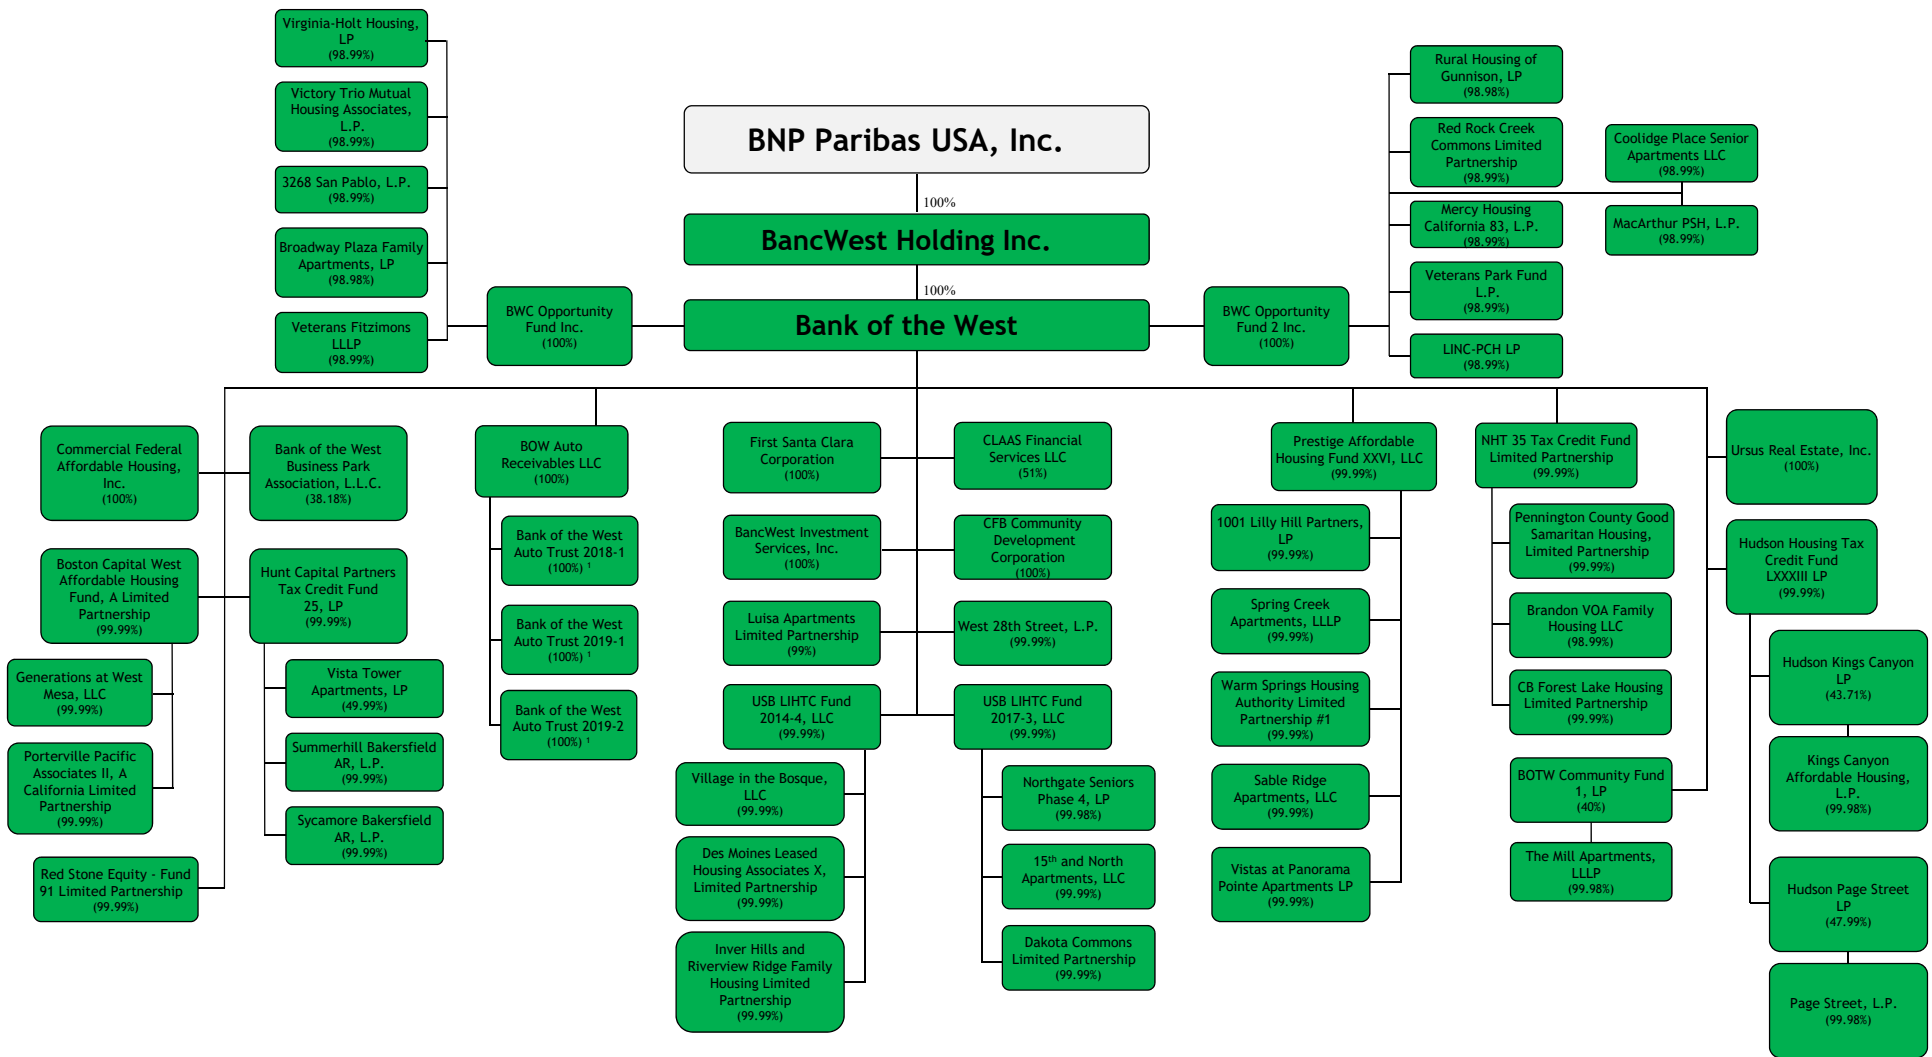 Virginia-Holt Housing,
LP
(98.99%)
Victory Trio Mutual
Housing Associates,
L.P.
(98.99%)
3268 San Pablo, L.P.
(98.99%)
Broadway Plaza Family
Apartments, LP
(98.98%)
Veterans Fitzimons
LLLP
(98.99%)
BWC Opportunity
Fund Inc.
(100%)
BNP Paribas USA, Inc.
100%
BancWest Holding Inc.
100%
Bank of the West
BWC Opportunity
Fund 2 Inc.
(100%)
Rural Housing of
Gunnison, LP
(98.98%)
Red Rock Creek
Commons Limited
Partnership
(98.99%)
Mercy Housing
California 83, L.P.
(98.99%)
Veterans Park Fund
L.P.
(98.99%)
LINC-PCH LP
(98.99%)
Coolidge Place Senior
Apartments LLC
(98.99%)
MacArthur PSH, L.P.
(98.99%)
Commercial Federal
Affordable Housing,
Inc.
(100%)
Bank of the West
Business Park
Association, L.L.C.
(38.18%)
Boston Capital West
Affordable Housing
Fund, A Limited
Partnership
(99.99%)
Hunt Capital Partners
Tax Credit Fund
25, LP
(99.99%)
Generations at West
Mesa, LLC
(99.99%)
Porterville Pacific
Associates II, A
California Limited
Partnership
(99.99%)
Vista Tower
Apartments, LP
(49.99%)
Summerhill Bakersfield
AR, L.P.
(99.99%)
Sycamore Bakersfield
AR, L.P.
(99.99%)
Red Stone Equity - Fund
91 Limited Partnership
(99.99%)
BOW Auto
Receivables LLC
(100%)
Bank of the West
Auto Trust 2018-1
(100%) ¹
Bank of the West
Auto Trust 2019-1
(100%) ¹
Bank of the West
Auto Trust 2019-2
(100%) ¹
First Santa Clara
Corporation
(100%)
CLAAS Financial
Services LLC
(51%)
BancWest Investment
Services, Inc.
(100%)
CFB Community
Development
Corporation
(100%)
Luisa Apartments
Limited Partnership
(99%)
West 28th Street, L.P.
(99.99%)
USB LIHTC Fund
2014-4, LLC
(99.99%)
USB LIHTC Fund
2017-3, LLC
(99.99%)
Village in the Bosque,
LLC
(99.99%)
Des Moines Leased
Housing Associates X,
Limited Partnership
(99.99%)
Inver Hills and
Riverview Ridge Family
Housing Limited
Partnership
(99.99%)
Northgate Seniors
Phase 4, LP
(99.98%)
15th and North
Apartments, LLC
(99.99%)
Dakota Commons
Limited Partnership
(99.99%)
Prestige Affordable
Housing Fund XXVI, LLC
(99.99%)
1001 Lilly Hill Partners,
LP
(99.99%)
Spring Creek
Apartments, LLLP
(99.99%)
Warm Springs Housing
Authority Limited
Partnership #1
(99.99%)
Sable Ridge
Apartments, LLC
(99.99%)
Vistas at Panorama
Pointe Apartments LP
(99.99%)
NHT 35 Tax Credit Fund
Limited Partnership
(99.99%)
Pennington County Good
Samaritan Housing,
Limited Partnership
(99.99%)
Brandon VOA Family
Housing LLC
(98.99%)
CB Forest Lake Housing
Limited Partnership
(99.99%)
BOTW Community Fund
1, LP
(40%)
The Mill Apartments,
LLLP
(99.98%)
Ursus Real Estate, Inc.
(100%)
Hudson Housing Tax
Credit Fund
LXXXIII LP
(99.99%)
Hudson Kings Canyon
LP
(43.71%)
Kings Canyon
Affordable Housing,
L.P.
(99.98%)
Hudson Page Street
LP
(47.99%)
Page Street, L.P.
(99.98%)